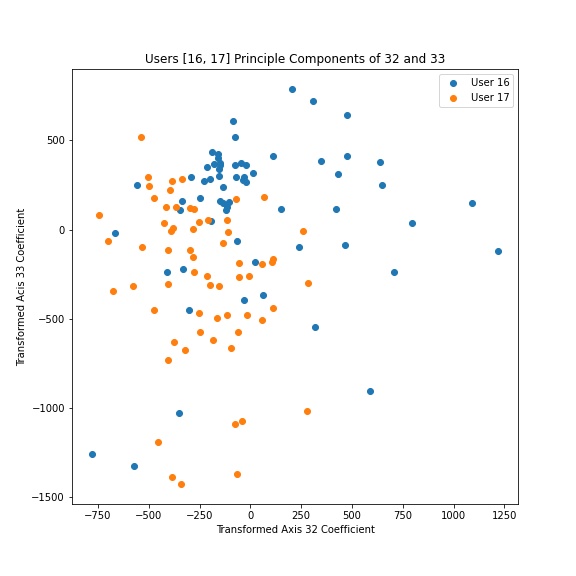 Users [16, 17] Principle Components of 32 and 33
User 16
User 17
Transformed Acis 33 Coefficient
500
0
−500
−1000
−1500
−750 −500 −250 0 250 500 750 1000 1250
Transformed Axis 32 Coefficient